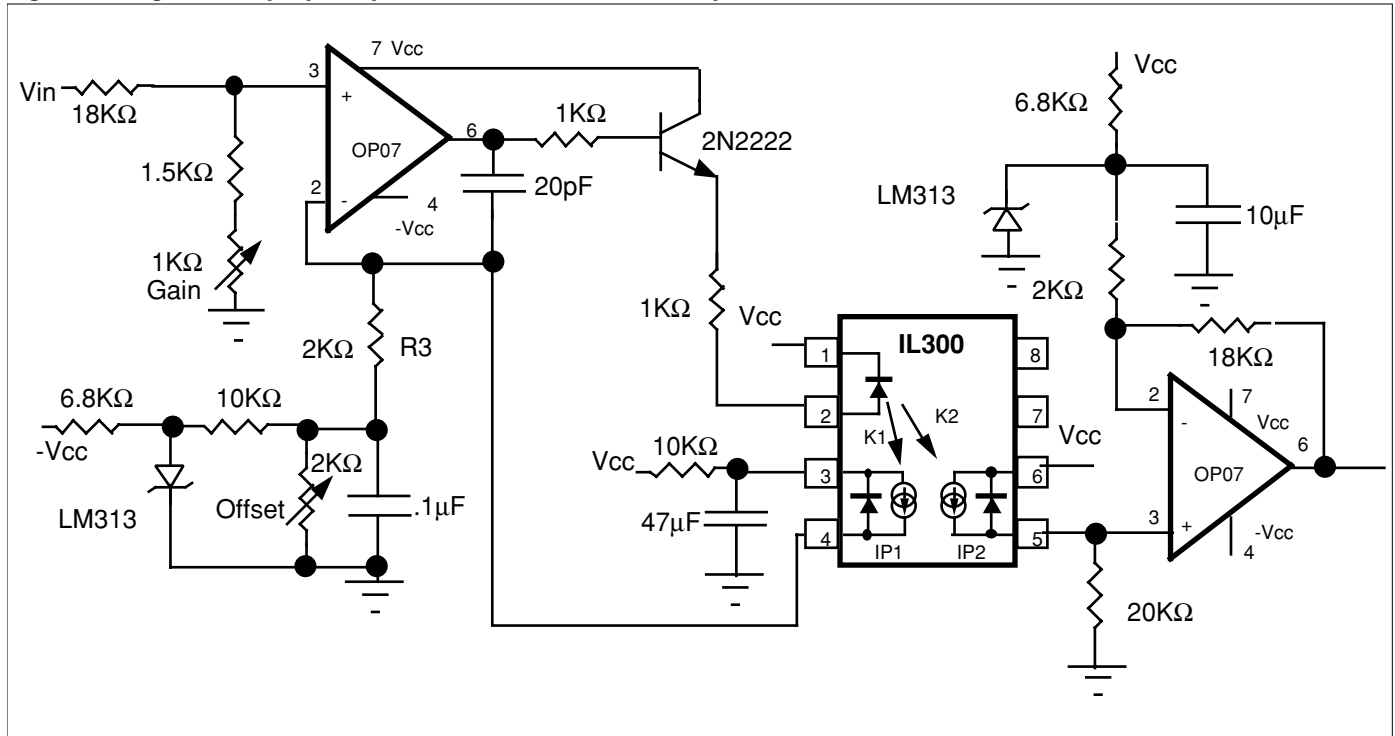 7 Vcc
Vcc
Vin
3
+
6.8KΩ
18KΩ
1KΩ
6
OP07
2N2222
1.5KΩ
20pF
2
-
4
-Vcc
LM313
10μF
1KΩ
Gain
2KΩ
1KΩ
Vcc
IL300
2KΩ
R3
1
8
18KΩ
6.8KΩ
10KΩ
2
7
K1
K2
2
7
-
Vcc
6
-Vcc
2KΩ
Vcc
10KΩ
3
6
Vcc
OP07
LM313
Offset
.1μF
47μF
4
5
3
+
-Vcc
4
IP1
IP2
20KΩ